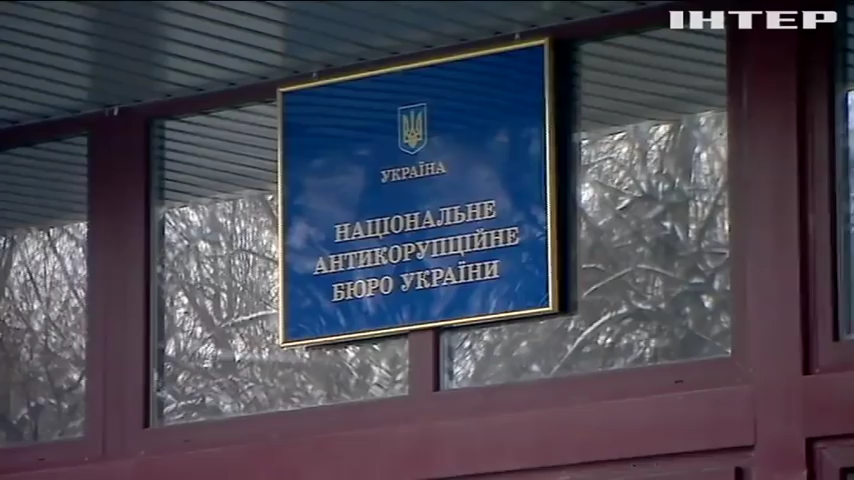 ІНТЕР
УКРАЇНА
НАЦІОНАЛЬНЕ
АНТИКОРУПЦІЙНЕ
БЮРО УКРАЇНИ